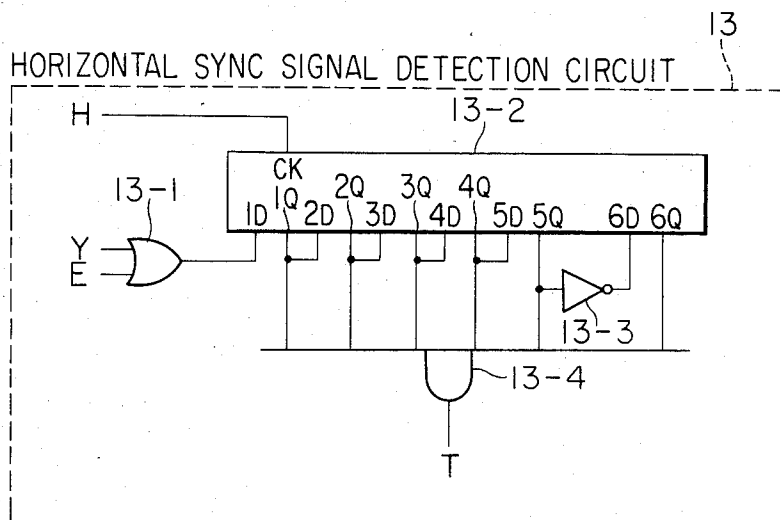 13
HORIZONTAL SYNC SIGNAL DETECTION CIRCUIT
H
13-2
CK
13-1
1D 1Q 2D 2Q 3D 3Q 4D 4Q 5D 5Q 6D 6Q
Y
E
13-3
13-4
T